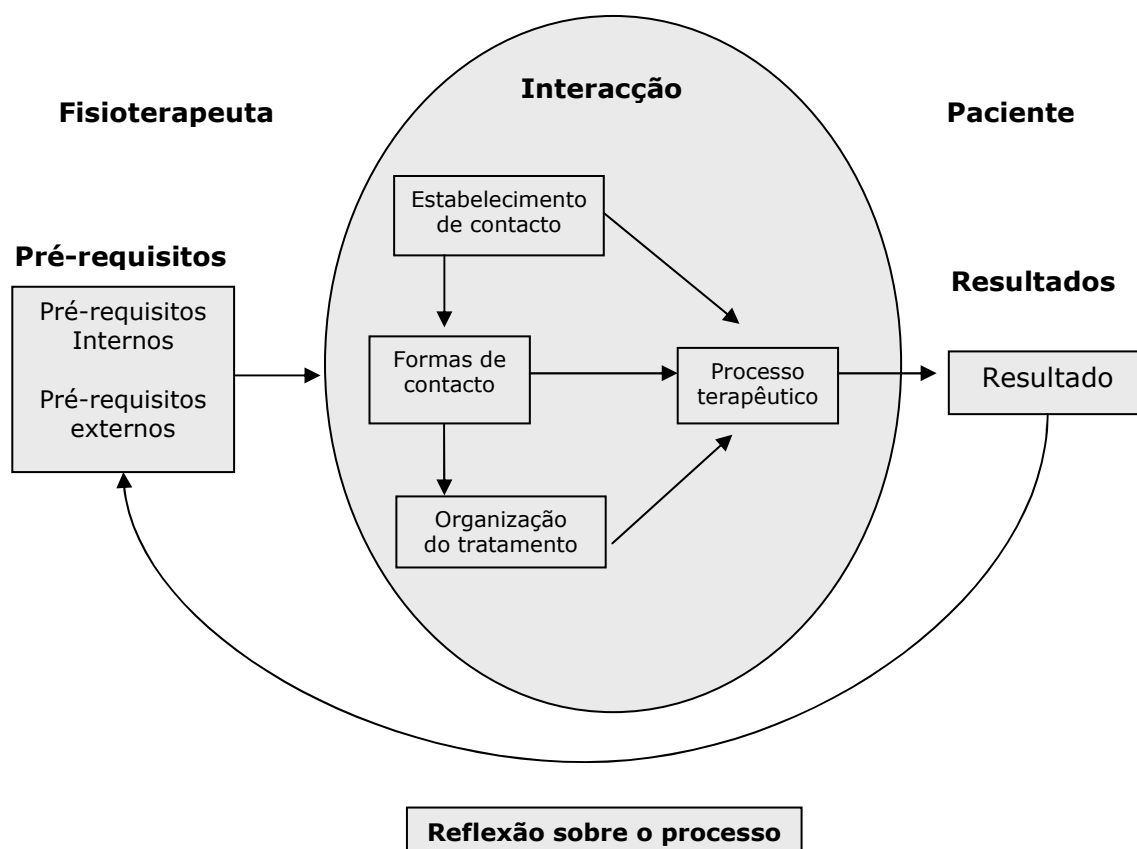 Interacção
Fisioterapeuta
Paciente
Estabelecimento
de contacto
Pré-requisitos
Pré-requisitos
Internos
Pré-requisitos
externos
Formas de
contacto
Processo
terapêutico
Resultados
Resultado
Organização
do tratamento
Reflexão sobre o processo